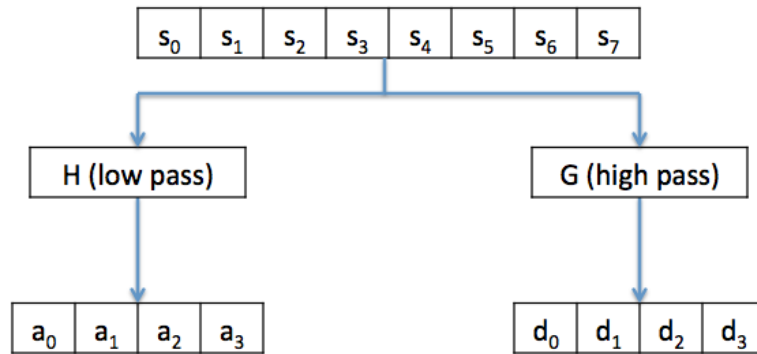 s₀ s₁ s₂ s₃ s₄ s₅ s₆ s₇
H (low pass) G (high pass)
a₀ a₁ a₂ a₃ d₀ d₁ d₂ d₃